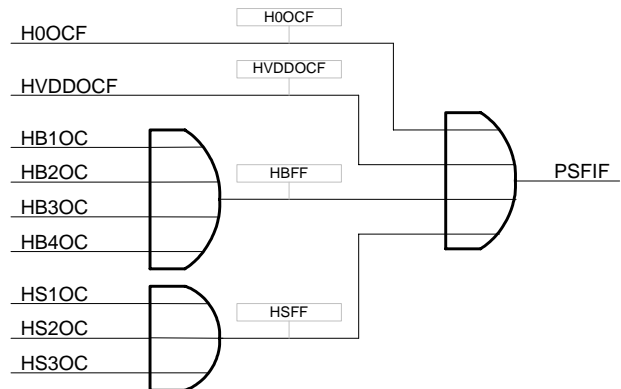 H0OCF
H0OCF
HVDDOCF
HVDDOCF
HB1OC
HB2OC
HBFF
PSFIF
HB3OC
HB4OC
HS1OC
HSFF
HS2OC
HS3OC